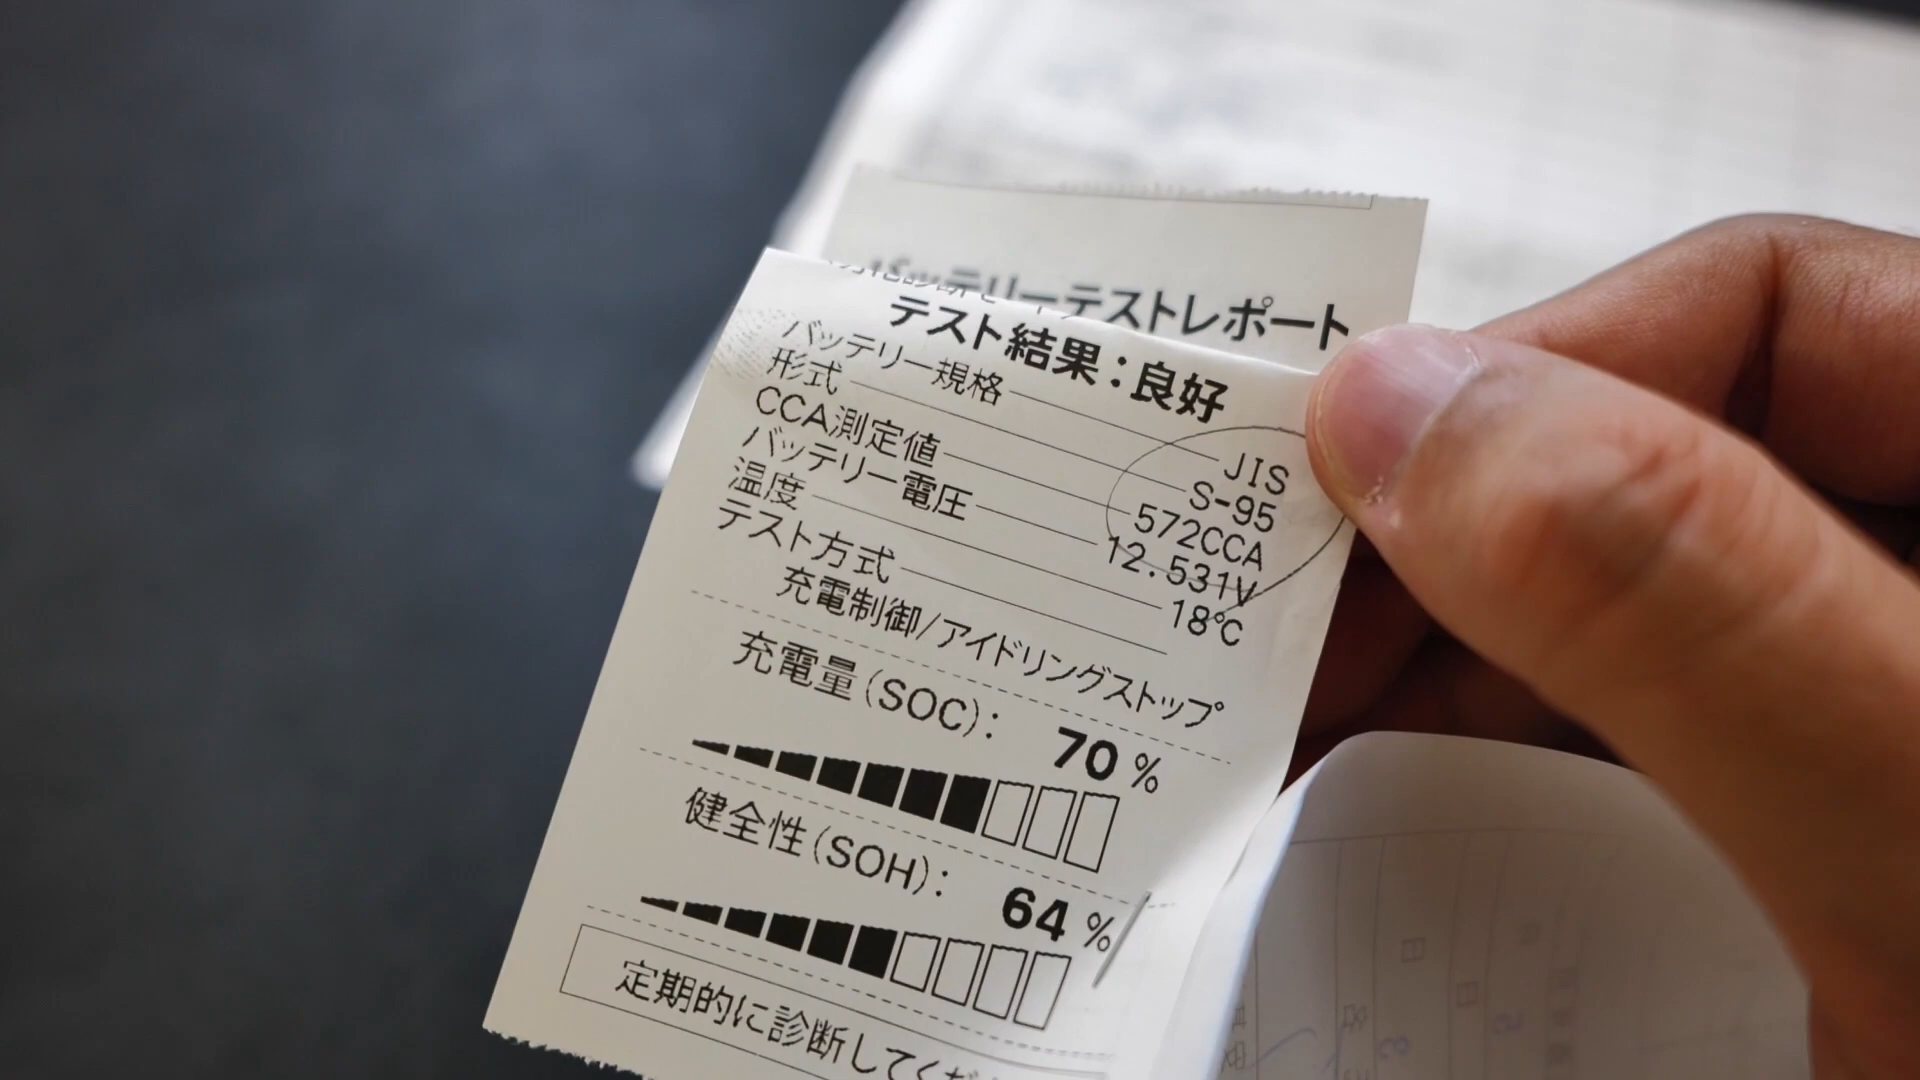 バッテリーテストレポート
テスト結果：良好
バッテリー規格 JIS
形式 S-95
CCA測定値 572CCA
バッテリー電圧 12.531V
温度 18℃
テスト方式
充電制御/アイドリングストップ
充電量(SOC): 70%
健全性(SOH): 64%
定期的に診断してくだ